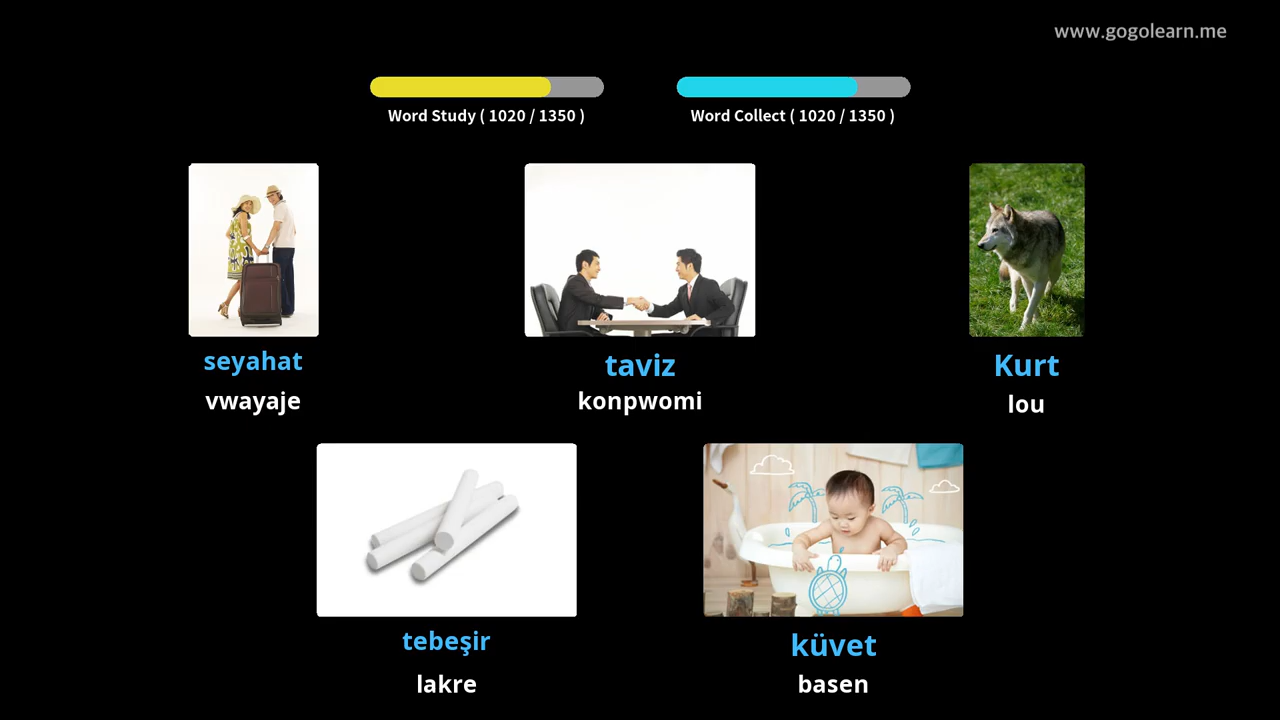 www.gogolearn.me
Word Study ( 1020 / 1350 )
Word Collect ( 1020 / 1350 )
seyahat
vwayaje
taviz
konpwomi
Kurt
lou
tebeşir
lakre
küvet
basen